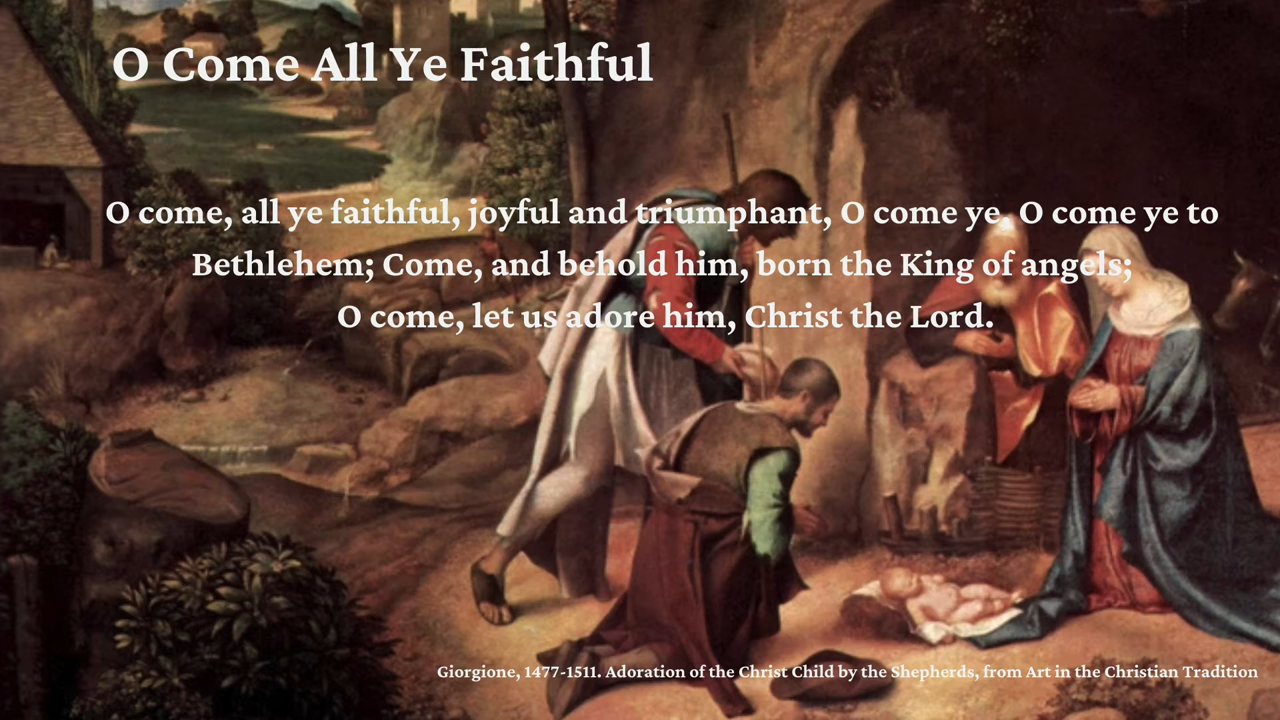 O Come All Ye Faithful
O come, all ye faithful, joyful and triumphant, O come ye, O come ye to
Bethlehem; Come, and behold him, born the King of angels;
O come, let us adore him, Christ the Lord.
Giorgione, 1477-1511. Adoration of the Christ Child by the Shepherds, from Art in the Christian Tradition